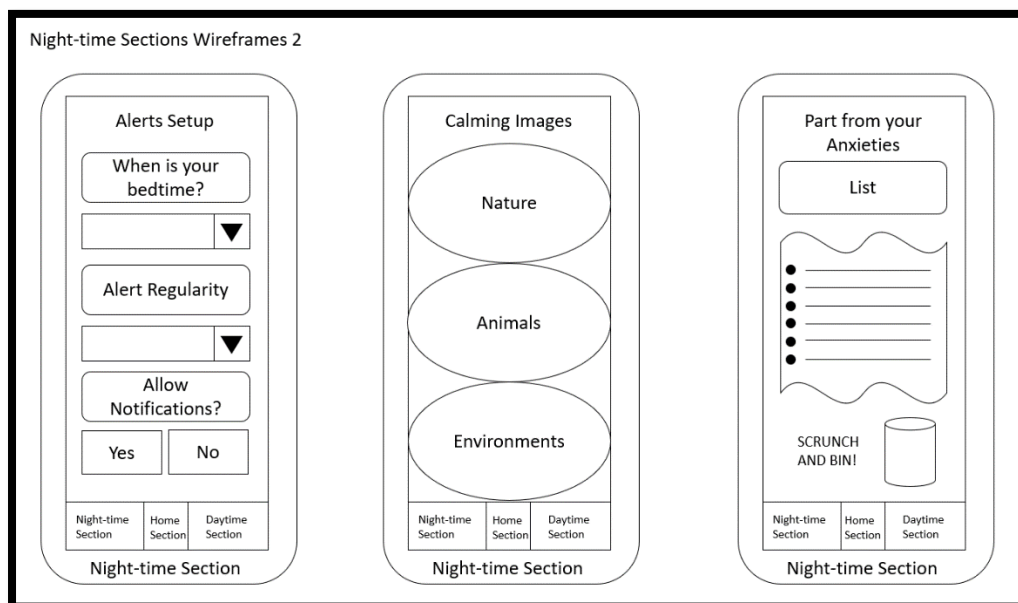 Night-time Sections Wireframes 2
Alerts Setup
When is your
bedtime?
Alert Regularity
Allow
Notifications?
Yes
No
Night-time
Section
Home
Section
Daytime
Section
Night-time Section
Calming Images
Nature
Animals
Environments
Night-time
Section
Home
Section
Daytime
Section
Night-time Section
Part from your
Anxieties
List
SCRUNCH
AND BIN!
Night-time
Section
Home
Section
Daytime
Section
Night-time Section